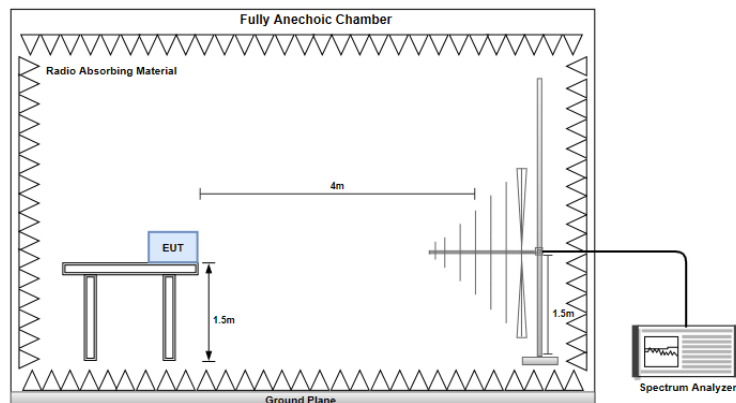 Fully Anechoic Chamber
Radio Absorbing Material
4m
EUT
1.5m
1.5m
Spectrum Analyzer
Ground Plane